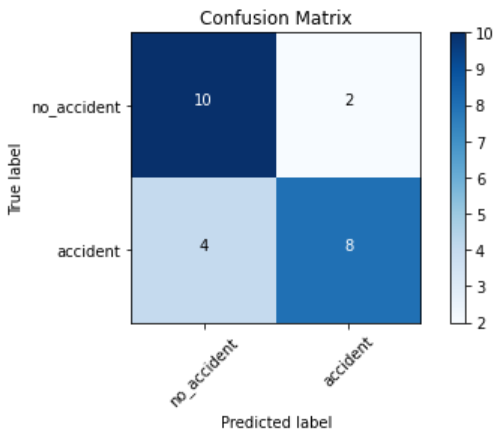 Confusion Matrix
no_accident
accident
True label
10
2
4
8
no_accident
accident
Predicted label
10
9
8
7
6
5
4
3
2